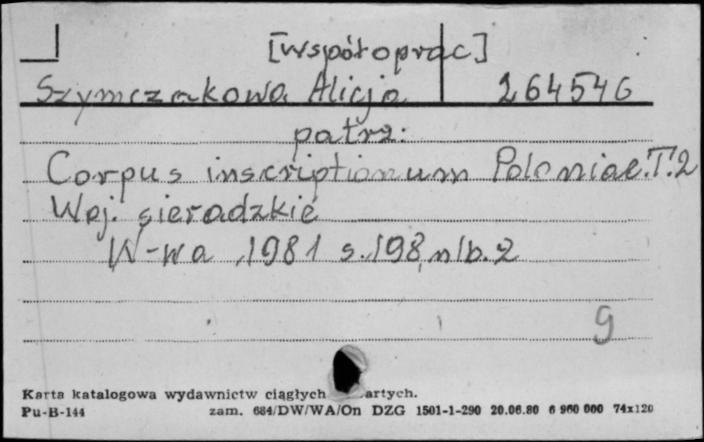 [współoprac]
Szymczakowa Alicja 264546
patrz:
Corpus inscriptionum Poloniae. T. 2
Woj. sieradzkie
W-wa, 1981 s. 198, nlb. 2
9
Karta katalogowa wydawnictw ciągłych artych.
Pu-B-144 zam. 684/DW/WA/On DZG 1501-1-290 20.06.80 6 960 000 74x120